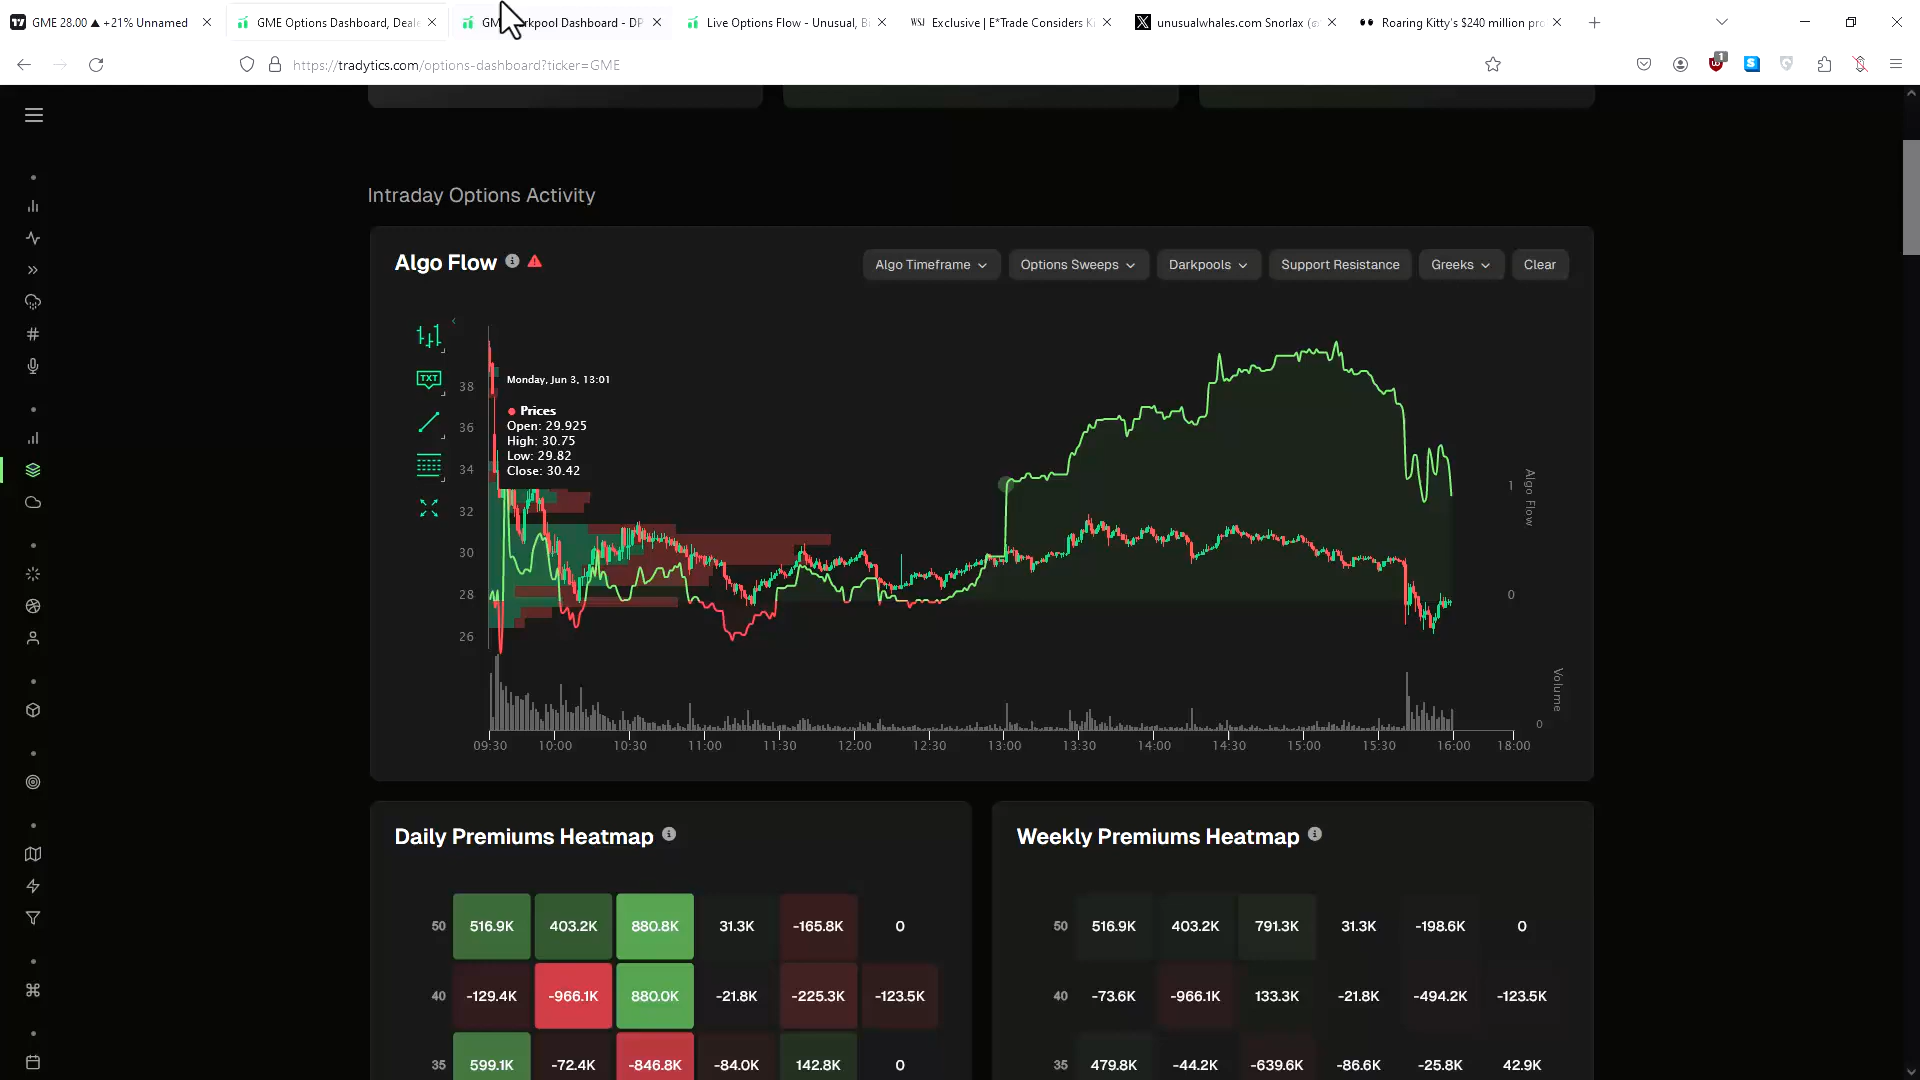 GME 28.00 ▲ +21% Unnamed
GME Options Dashboard, Deale
Darkpool Dashboard - DP
Live Options Flow - Unusual, B
WSJ Exclusive | E*Trade Considers Ki
unusualwhales.com Snorlax
Roaring Kitty's $240 million pro
https://tradytics.com/options-dashboard?ticker=GME
1
S
Intraday Options Activity
Algo Flow
Algo Timeframe
Options Sweeps
Darkpools
Support Resistance
Greeks
Clear
TXT
Monday, Jun 3, 13:01
Prices
Open: 29.925
High: 30.75
Low: 29.82
Close: 30.42
38
36
34
32
30
28
26
1
0
Algo Flow
Volume
0
09:30 10:00 10:30 11:00 11:30 12:00 12:30 13:00 13:30 14:00 14:30 15:00 15:30 16:00 18:00
Daily Premiums Heatmap
50 516.9K 403.2K 880.8K 31.3K -165.8K 0
40 -129.4K -966.1K 880.0K -21.8K -225.3K -123.5K
35 599.1K -72.4K -846.8K -84.0K 142.8K 0
Weekly Premiums Heatmap
50 516.9K 403.2K 791.3K 31.3K -198.6K 0
40 -73.6K -966.1K 133.3K -21.8K -494.2K -123.5K
35 479.8K -44.2K -639.6K -86.6K -25.8K 42.9K